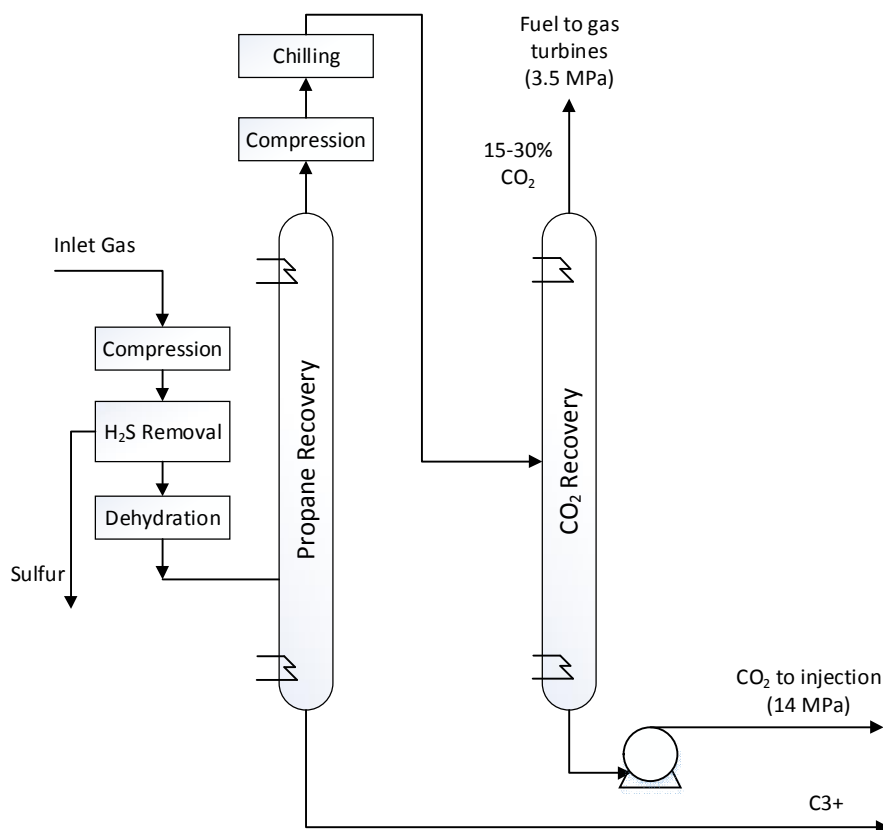 Chilling
Compression
Fuel to gas
turbines
(3.5 MPa)
15-30%
CO₂
Inlet Gas
Compression
H₂S Removal
Dehydration
Sulfur
Propane Recovery
CO₂ Recovery
CO₂ to injection
(14 MPa)
C3+